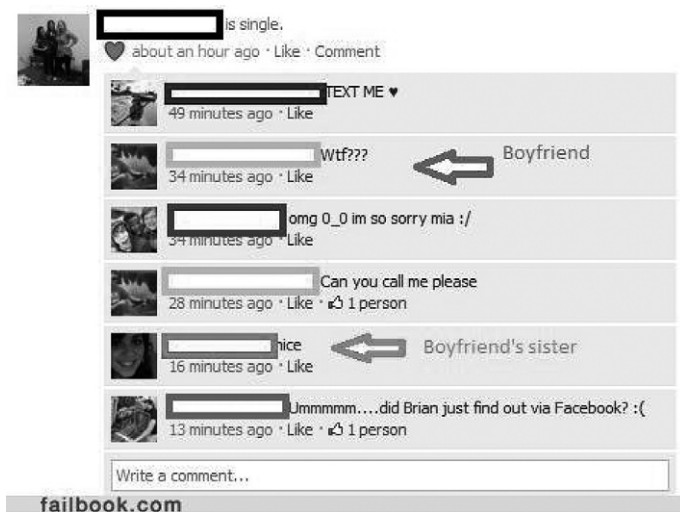 is single.
about an hour ago · Like · Comment
TEXT ME ♥
49 minutes ago · Like
Wtf???
Boyfriend
34 minutes ago · Like
omg 0_0 im so sorry mia :/
34 minutes ago · Like
Can you call me please
28 minutes ago · Like · 1 person
nice
Boyfriend's sister
16 minutes ago · Like
Ummmmm....did Brian just find out via Facebook? :(
13 minutes ago · Like · 1 person
Write a comment...
failbook.com